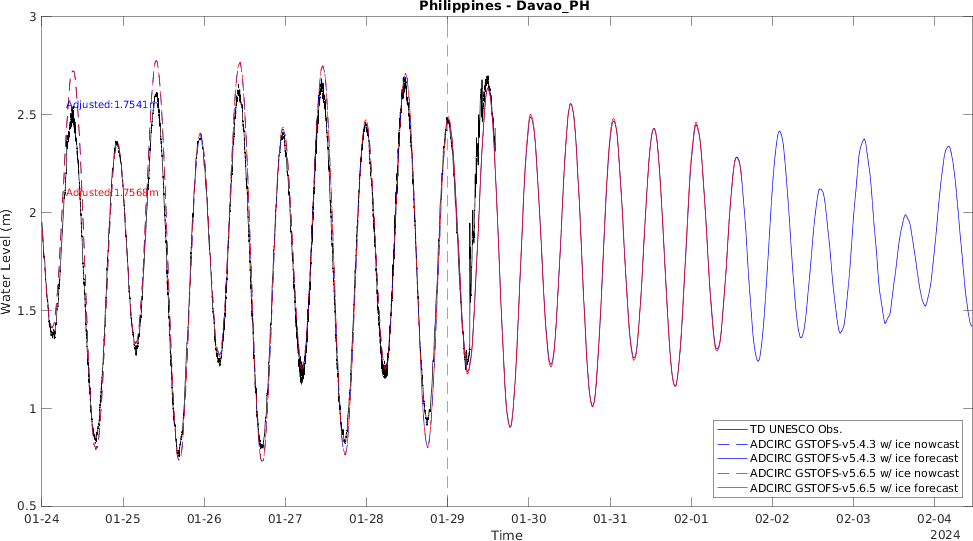 Philippines - Davao_PH
3
2.5
2
1.5
1
0.5
Water Level (m)
Adjusted:1.7541m
Adjusted:1.7568m
TD UNESCO Obs.
ADCIRC GSTOFS-v5.4.3 w/ ice nowcast
ADCIRC GSTOFS-v5.4.3 w/ ice forecast
ADCIRC GSTOFS-v5.6.5 w/ ice nowcast
ADCIRC GSTOFS-v5.6.5 w/ ice forecast
01-24 01-25 01-26 01-27 01-28 01-29 01-30 01-31 02-01 02-02 02-03 02-04
Time
2024